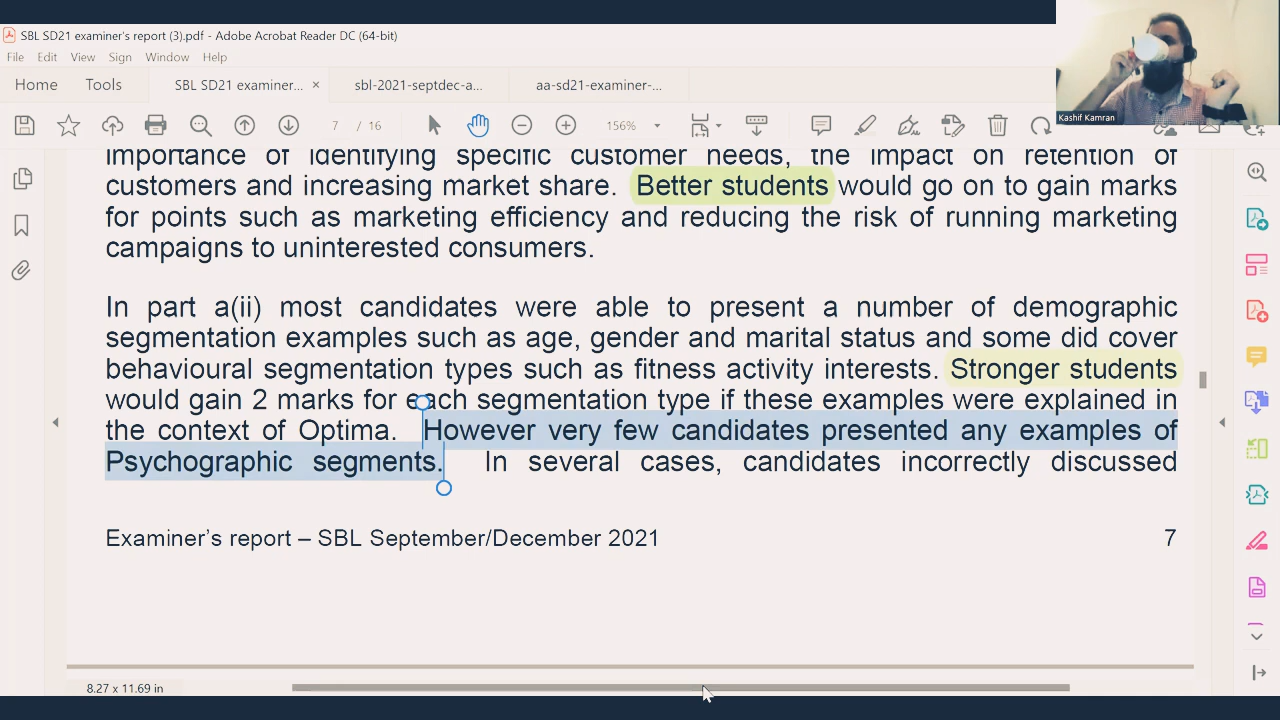 SBL SD21 examiner's report (3).pdf - Adobe Acrobat Reader DC (64-bit)
File Edit View Sign Window Help
Home Tools SBL SD21 examiner... × sbl-2021-septdec-a... aa-sd21-examiner-...
7 / 16 156%
Kashif Kamran
importance of identifying specific customer needs, the impact on retention of
customers and increasing market share. Better students would go on to gain marks
for points such as marketing efficiency and reducing the risk of running marketing
campaigns to uninterested consumers.
In part a(ii) most candidates were able to present a number of demographic
segmentation examples such as age, gender and marital status and some did cover
behavioural segmentation types such as fitness activity interests. Stronger students
would gain 2 marks for each segmentation type if these examples were explained in
the context of Optima. However very few candidates presented any examples of
Psychographic segments. In several cases, candidates incorrectly discussed
Examiner's report – SBL September/December 2021 7
8.27 x 11.69 in